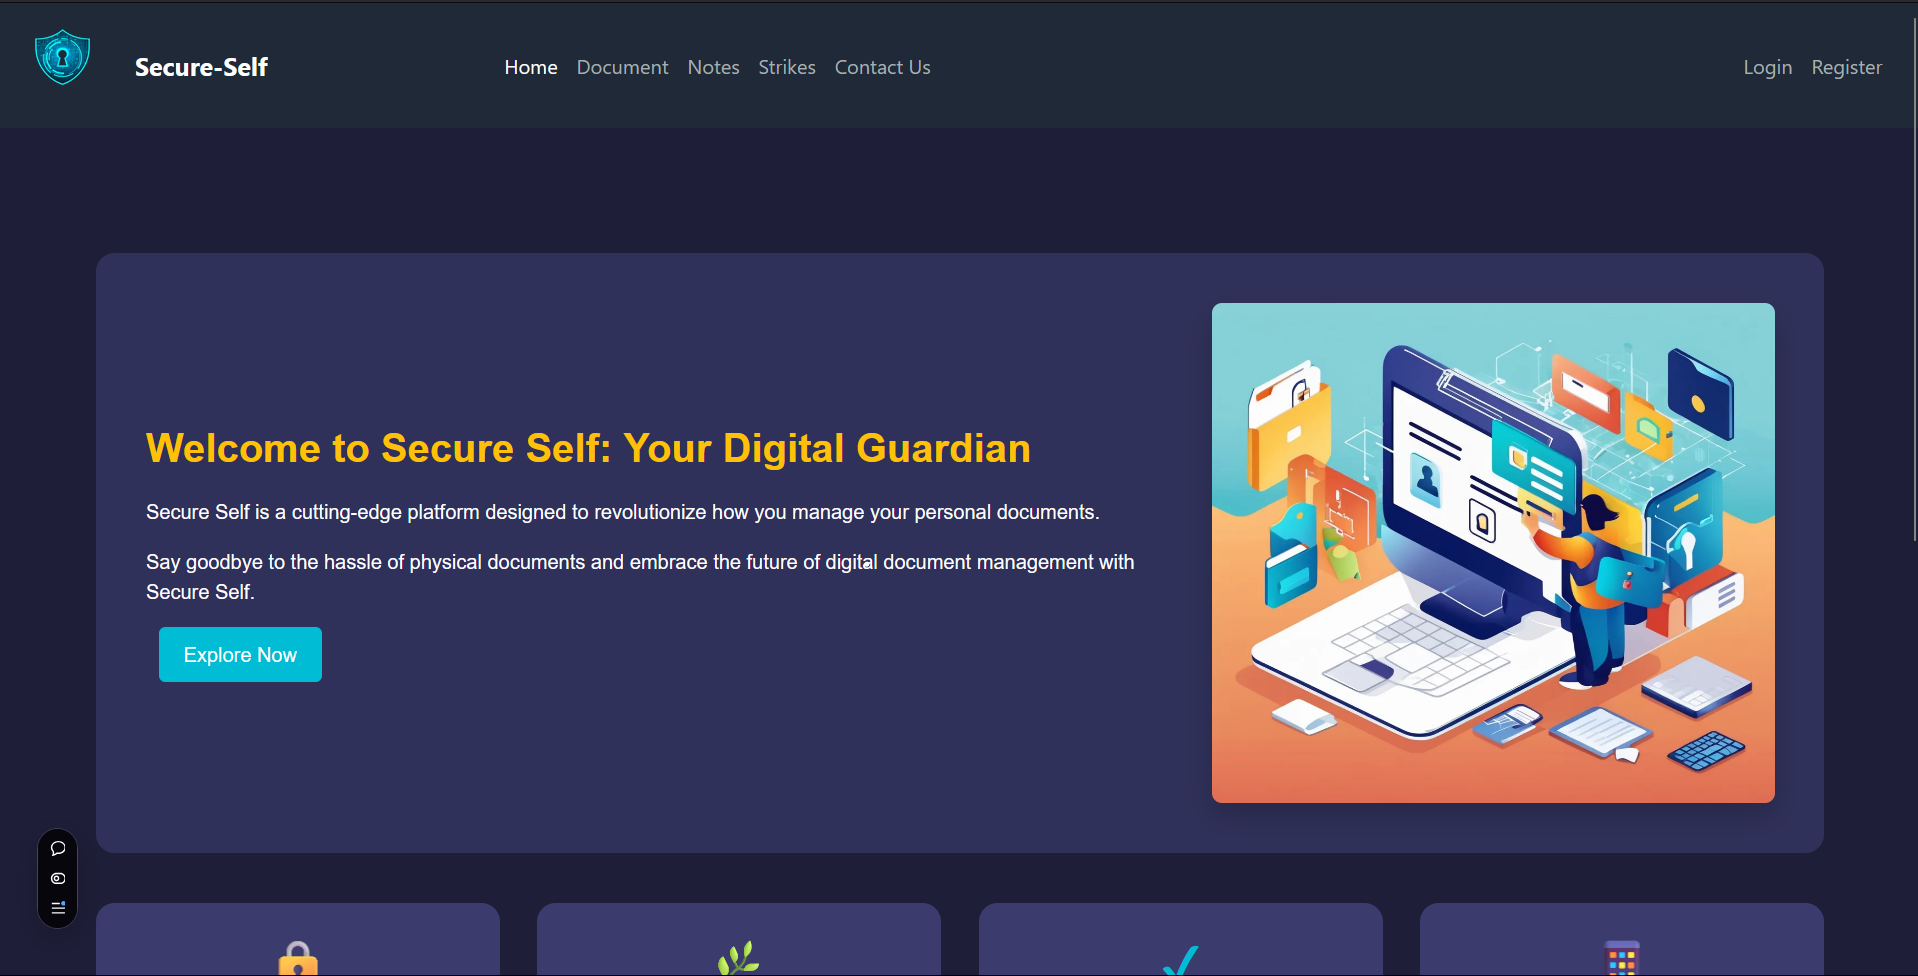 Secure-Self
Home Document Notes Strikes Contact Us
Login Register
Welcome to Secure Self: Your Digital Guardian
Secure Self is a cutting-edge platform designed to revolutionize how you manage your personal documents.
Say goodbye to the hassle of physical documents and embrace the future of digital document management with
Secure Self.
Explore Now